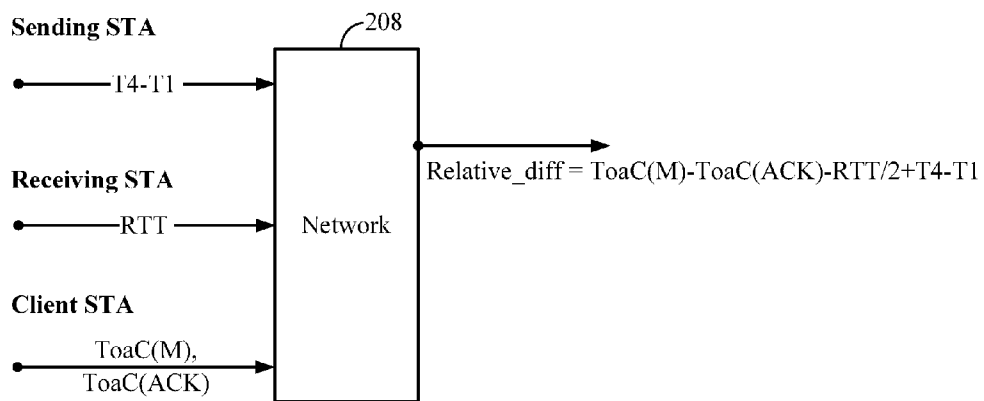 Sending STA
208
T4-T1
Relative_diff = ToaC(M)-ToaC(ACK)-RTT/2+T4-T1
Receiving STA
RTT
Network
Client STA
ToaC(M),
ToaC(ACK)